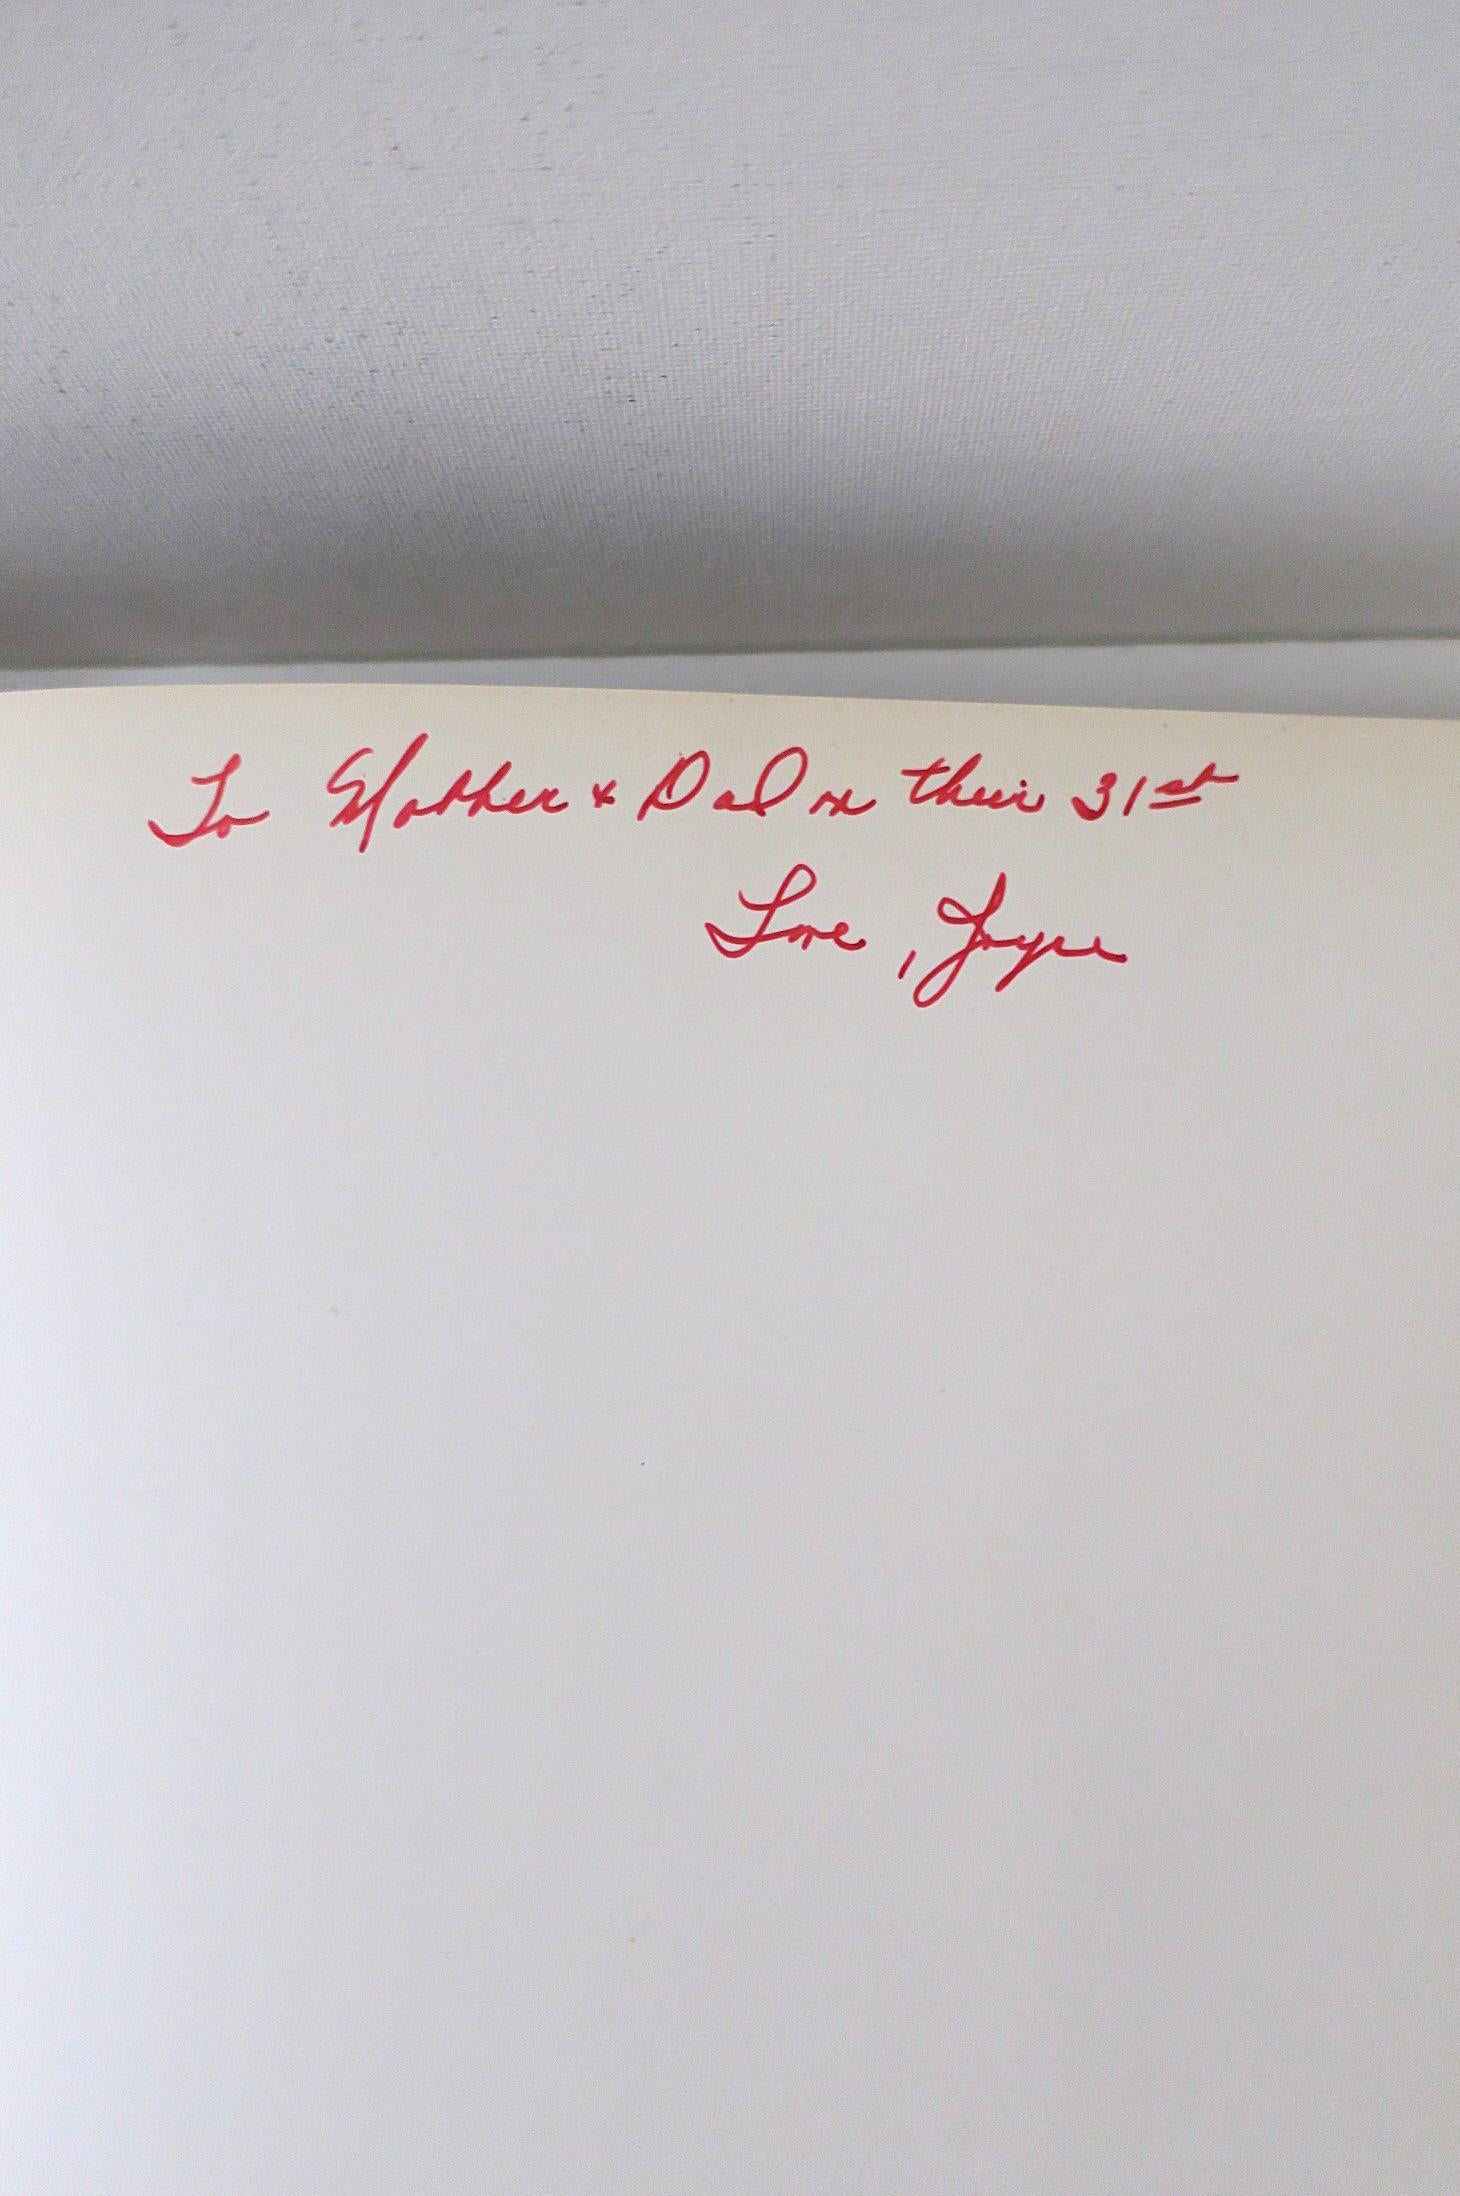 To Mother & Dad on their 31st
Love, Joyce